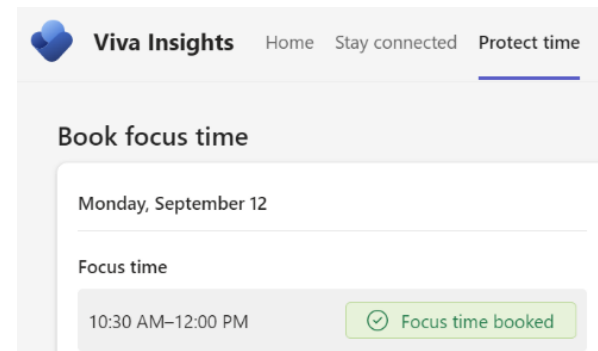 Viva Insights Home Stay connected Protect time
Book focus time
Monday, September 12
Focus time
10:30 AM–12:00 PM Focus time booked